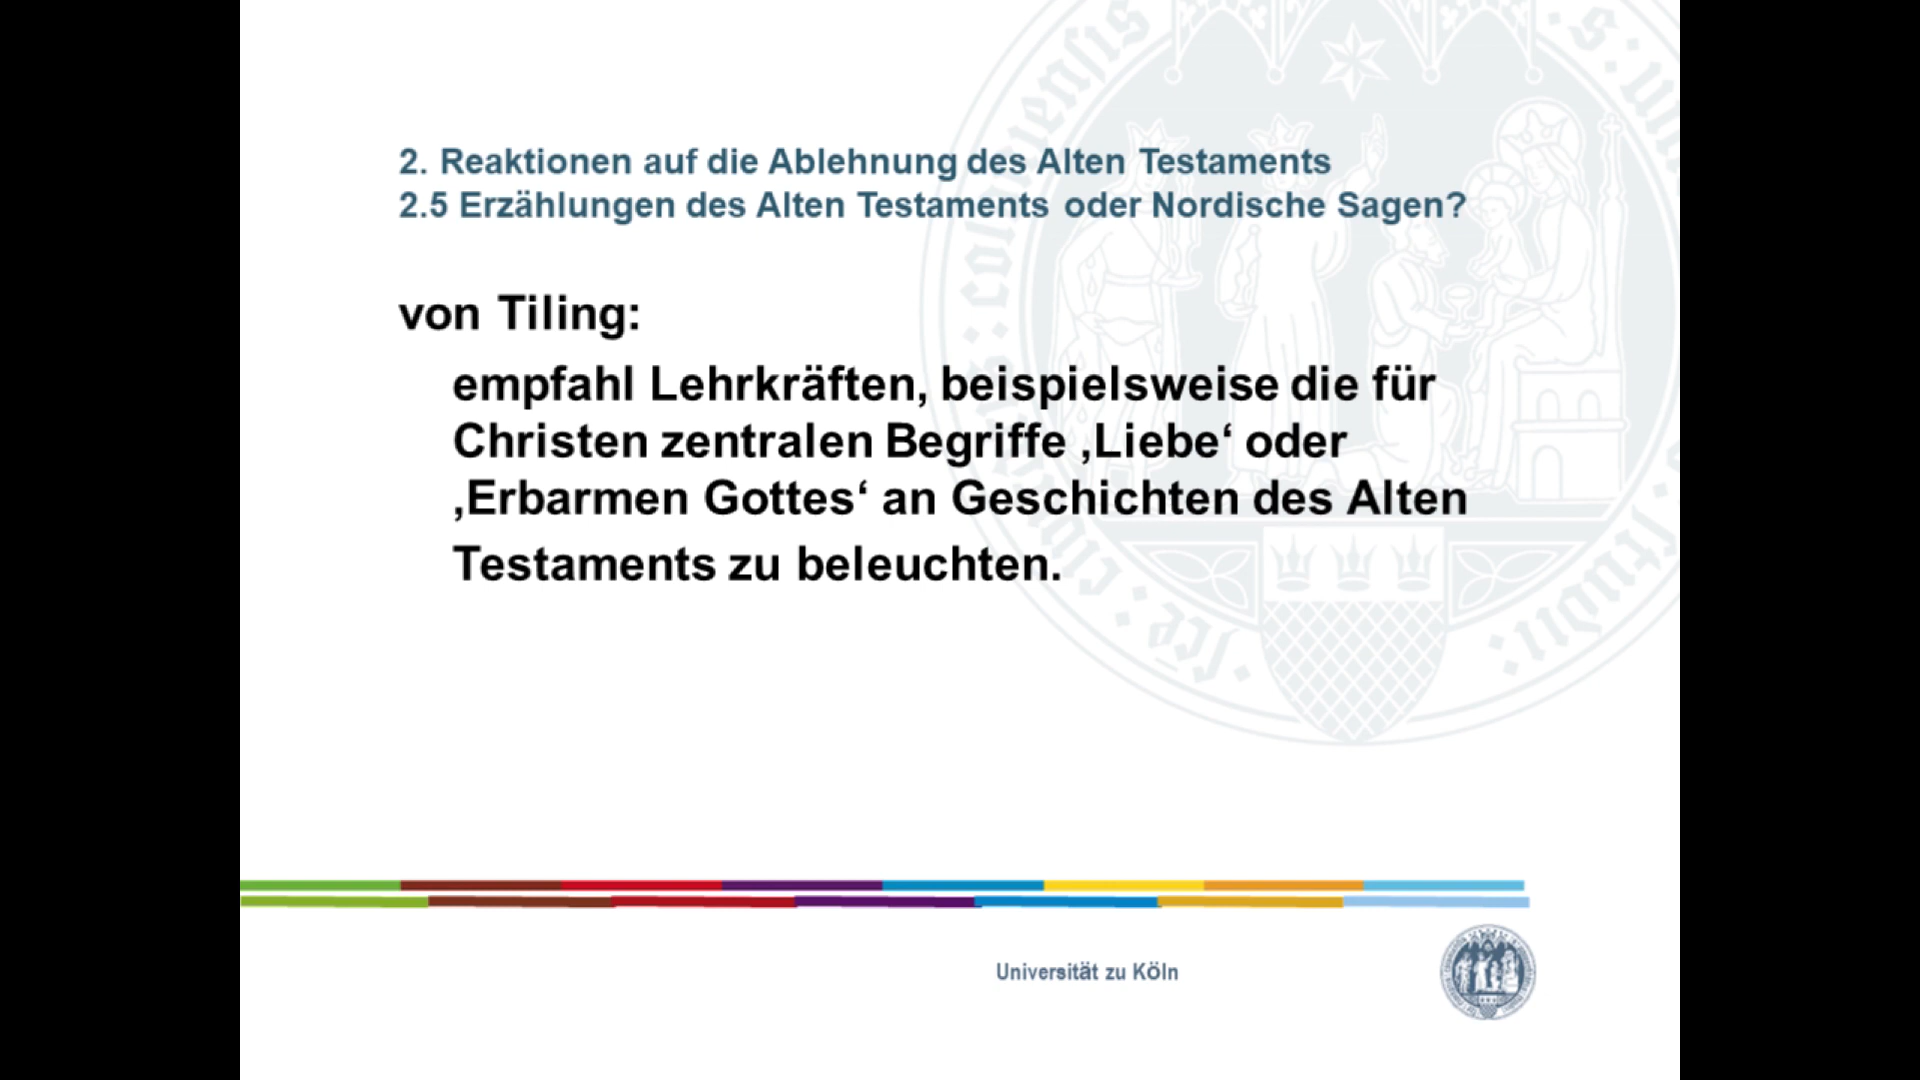 2. Reaktionen auf die Ablehnung des Alten Testaments
2.5 Erzählungen des Alten Testaments oder Nordische Sagen?
von Tiling:
empfahl Lehrkräften, beispielsweise die für
Christen zentralen Begriffe ‚Liebe‘ oder
‚Erbarmen Gottes‘ an Geschichten des Alten
Testaments zu beleuchten.
Universität zu Köln